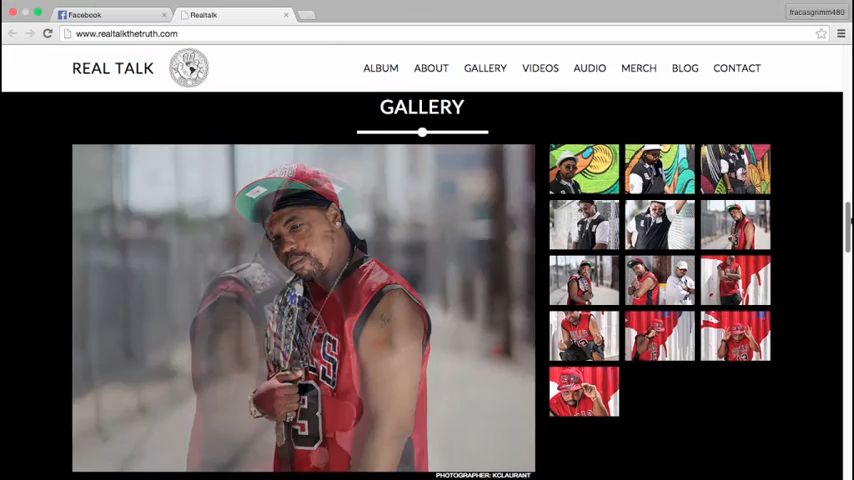 Facebook
Realtalk
fracasgrimm480
www.realtalkthetruth.com
REAL TALK
ALBUM ABOUT GALLERY VIDEOS AUDIO MERCH BLOG CONTACT
GALLERY
PHOTOGRAPHER: KCLAURANT